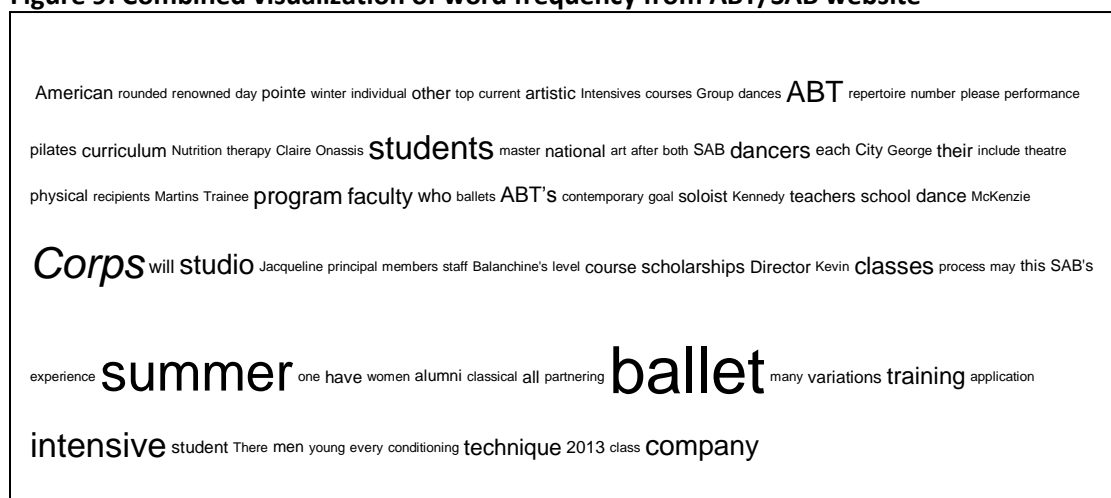 Figure 9: Combined visualization of word frequency from ABT/SAB website
American rounded renowned day pointe winter individual other top current artistic Intensives courses Group dances ABT repertoire number please performance
pilates curriculum Nutrition therapy Claire Onassis students master national art after both SAB dancers each City George their include theatre
physical recipients Martins Trainee program faculty who ballets ABT's contemporary goal soloist Kennedy teachers school dance McKenzie
Corps will studio Jacqueline principal members staff Balanchine's level course scholarships Director Kevin classes process may this SAB's
experience summer one have women alumni classical all partnering ballet many variations training application
intensive student There men young every conditioning technique 2013 class company